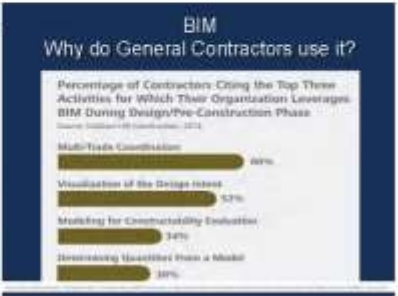 BIM
Why do General Contractors use it?
Percentage of Contractors Citing the Top Three
Activities for Which Their Organization Leverages
BIM During Design/Pre-Construction Phase
Multi-Trade Coordination
60%
Visualization of the Design Intent
52%
Modeling for Constructability Evaluation
34%
Determining Quantities from a Model
30%